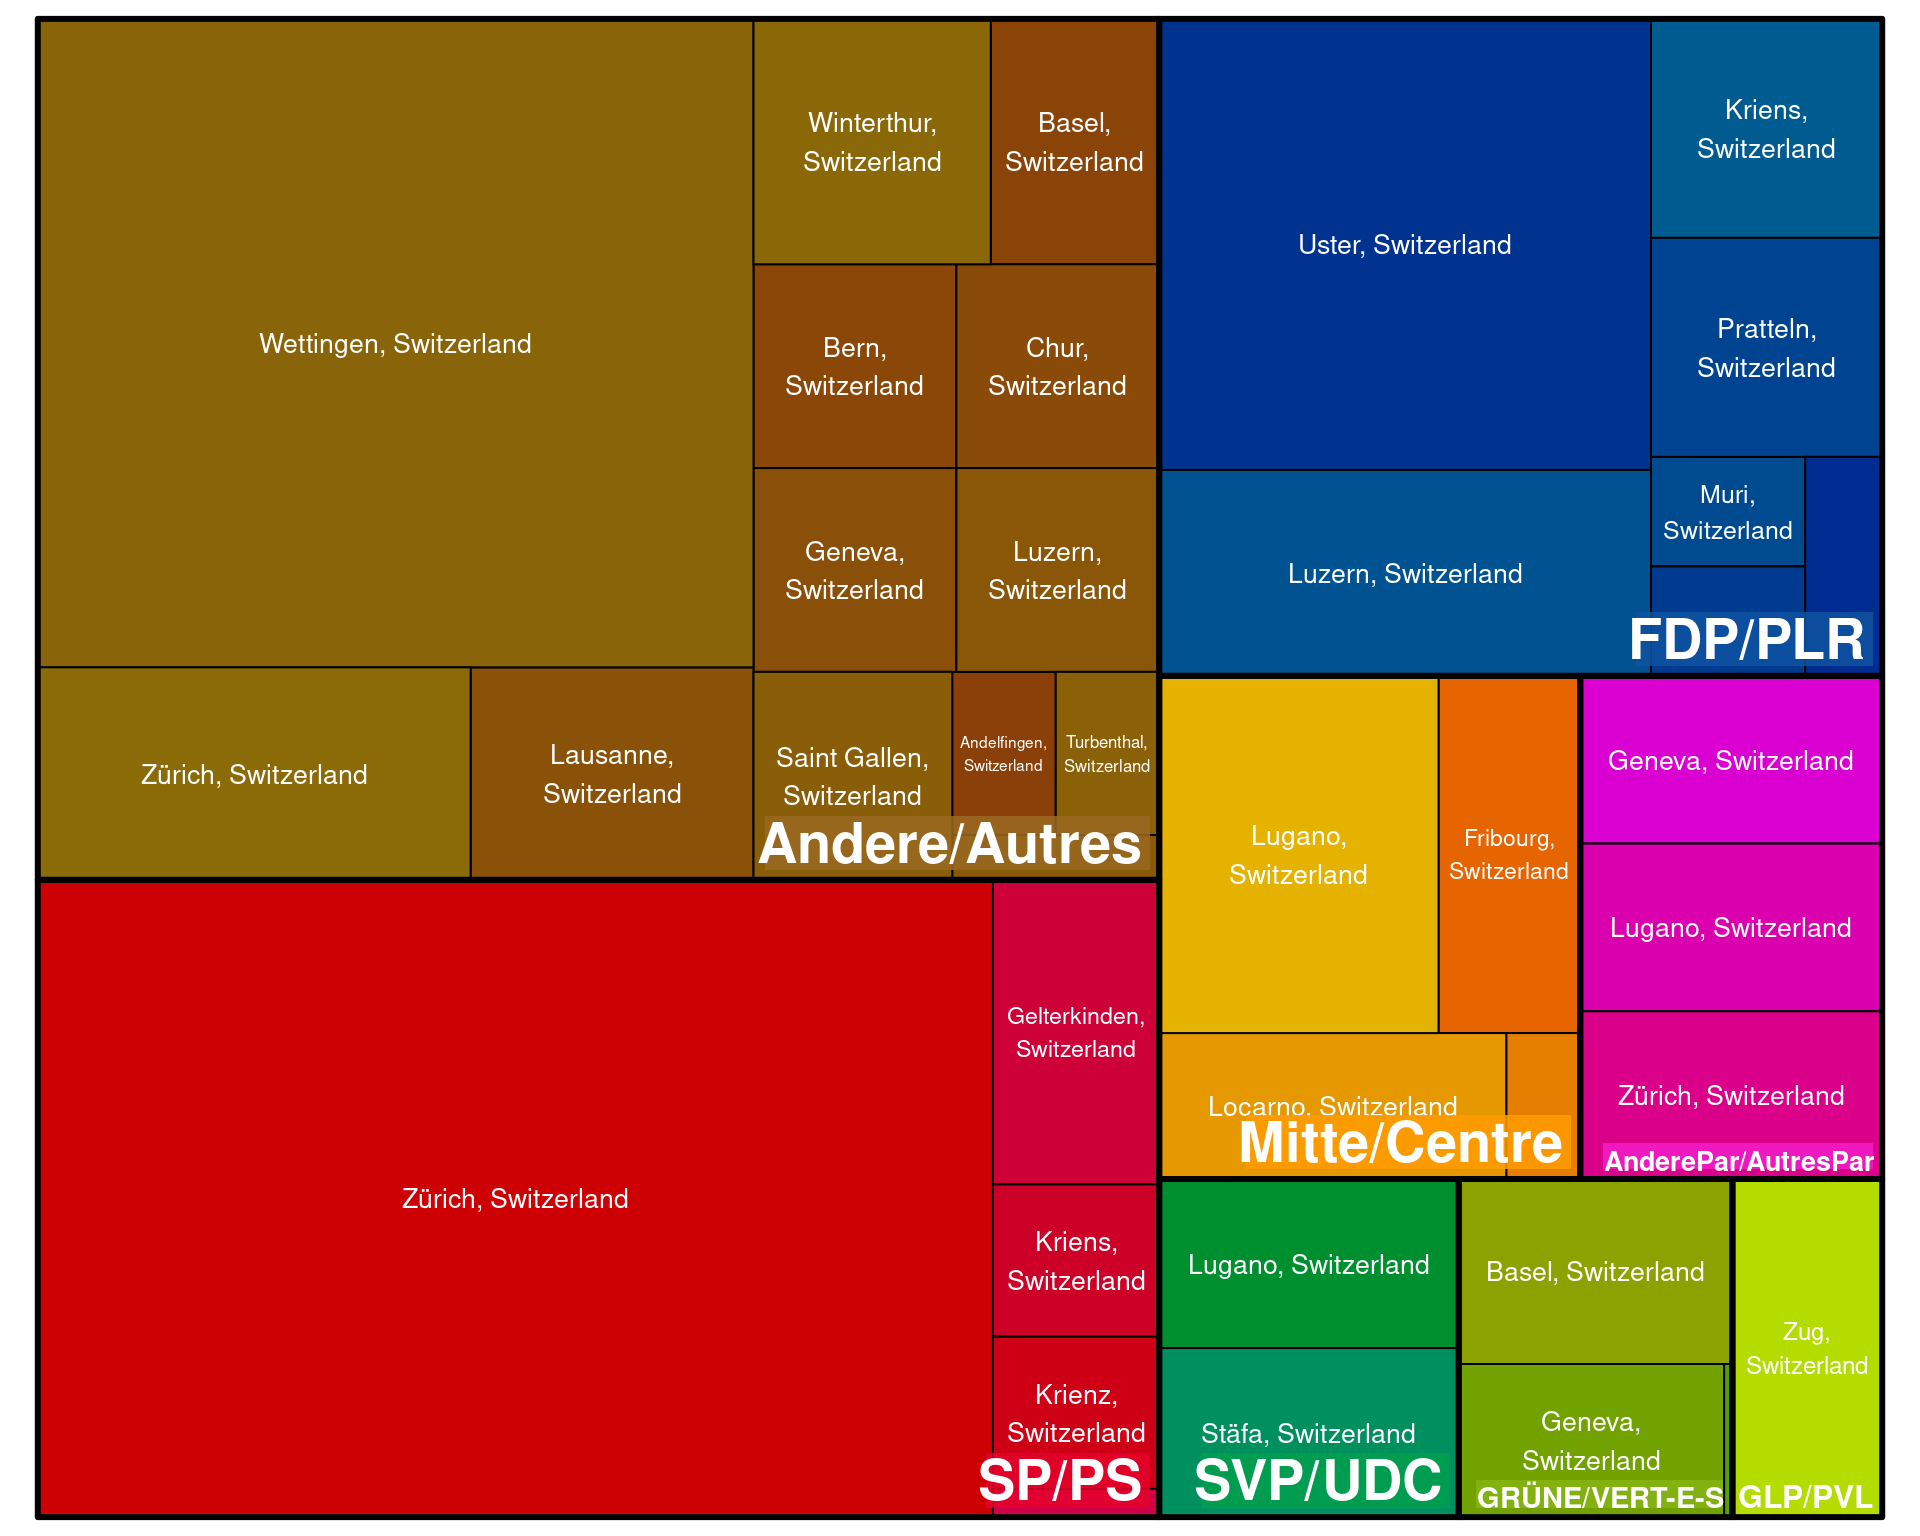 Wettingen, Switzerland
Winterthur,
Switzerland
Basel,
Switzerland
Bern,
Switzerland
Chur,
Switzerland
Geneva,
Switzerland
Luzern,
Switzerland
Zürich, Switzerland
Lausanne,
Switzerland
Saint Gallen,
Switzerland
Andelfingen,
Switzerland
Turbenthal,
Switzerland
Andere/Autres
Uster, Switzerland
Kriens,
Switzerland
Pratteln,
Switzerland
Luzern, Switzerland
Muri,
Switzerland
FDP/PLR
Zürich, Switzerland
Gelterkinden,
Switzerland
Kriens,
Switzerland
Krienz,
Switzerland
SP/PS
Lugano,
Switzerland
Fribourg,
Switzerland
Locarno, Switzerland
Mitte/Centre
Geneva, Switzerland
Lugano, Switzerland
Zürich, Switzerland
AnderePar/AutresPar
Lugano, Switzerland
Stäfa, Switzerland
SVP/UDC
Basel, Switzerland
Geneva,
Switzerland
GRÜNE/VERT-E-S
Zug,
Switzerland
GLP/PVL